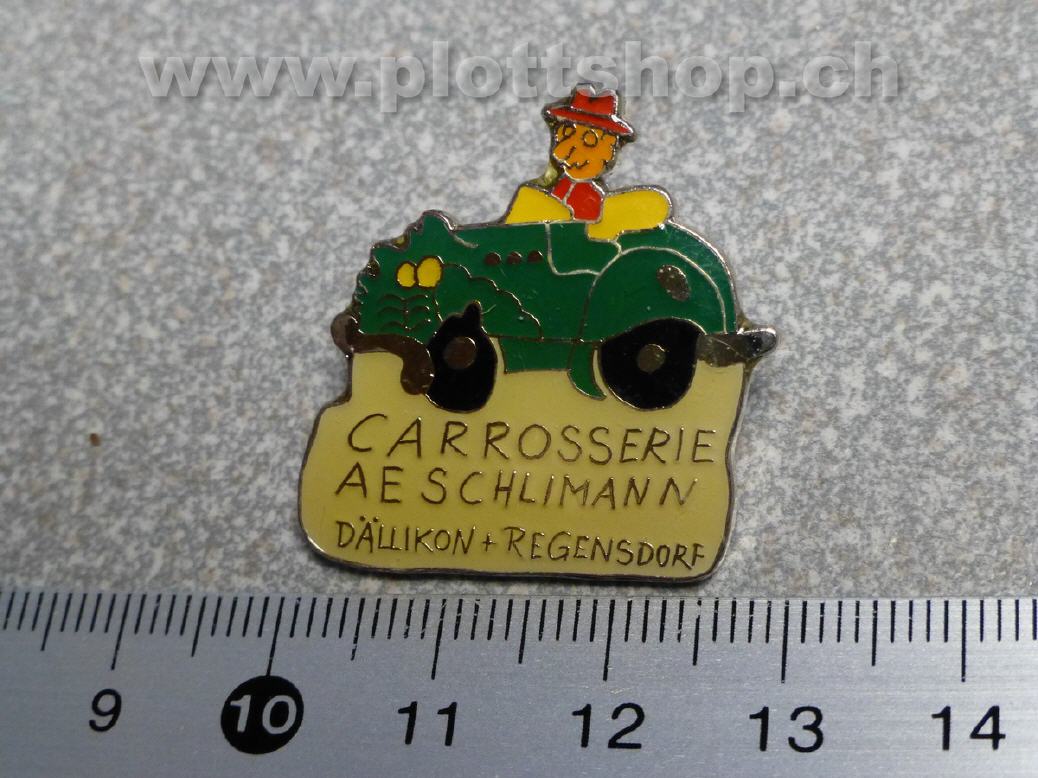 www.plottshop.ch
CARROSSERIE
AESCHLIMANN
DÄLLIKON + REGENSDORF
9 10 11 12 13 14